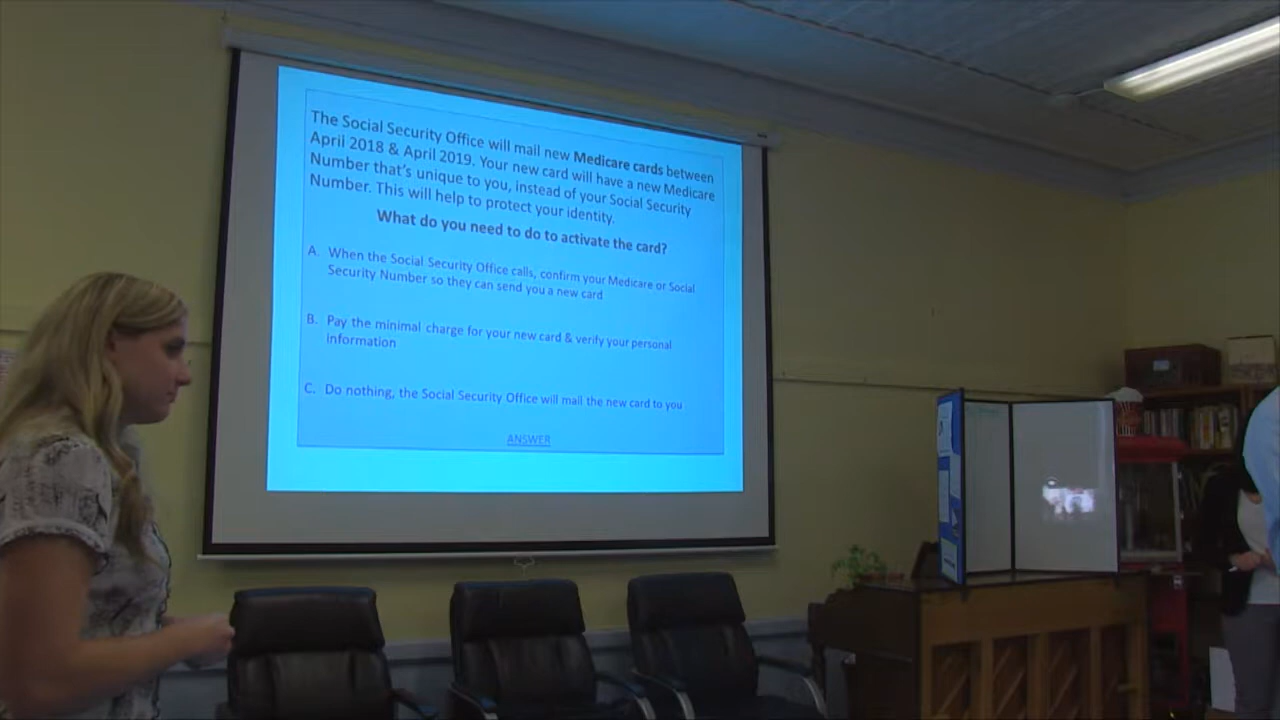 The Social Security Office will mail new Medicare cards between
April 2018 & April 2019. Your new card will have a new Medicare
Number that's unique to you, instead of your Social Security
Number. This will help to protect your identity.
What do you need to do to activate the card?
A. When the Social Security Office calls, confirm your Medicare or Social
Security Number so they can send you a new card
B. Pay the minimal charge for your new card & verify your personal
information
C. Do nothing, the Social Security Office will mail the new card to you
ANSWER